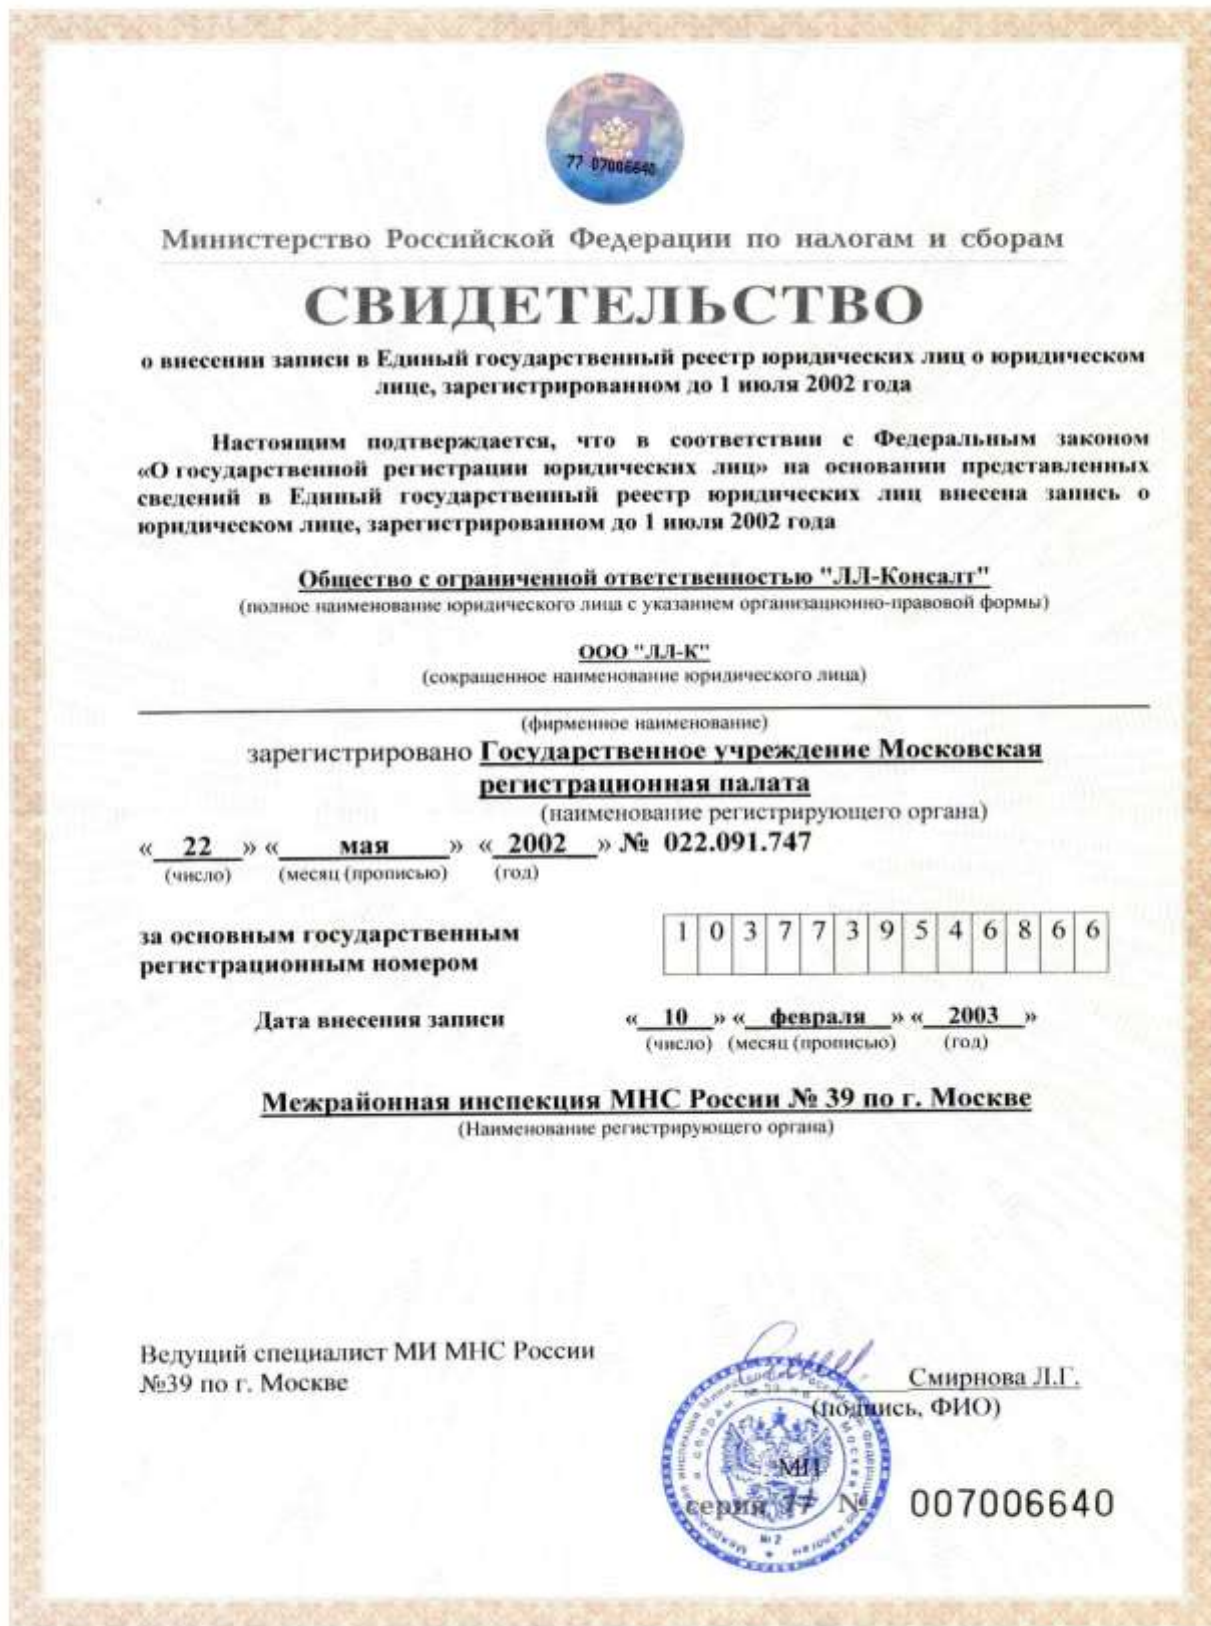 77 07006640
Министерство Российской Федерации по налогам и сборам
СВИДЕТЕЛЬСТВО
о внесении записи в Единый государственный реестр юридических лиц о юридическом
лице, зарегистрированном до 1 июля 2002 года
Настоящим подтверждается, что в соответствии с Федеральным законом
«О государственной регистрации юридических лиц» на основании представленных
сведений в Единый государственный реестр юридических лиц внесена запись о
юридическом лице, зарегистрированном до 1 июля 2002 года
Общество с ограниченной ответственностью "ЛЛ-Консалт"
(полное наименование юридического лица с указанием организационно-правовой формы)
ООО "ЛЛ-К"
(сокращенное наименование юридического лица)
(фирменное наименование)
зарегистрировано Государственное учреждение Московская
регистрационная палата
(наименование регистрирующего органа)
« 22 » « мая » « 2002 » № 022.091.747
(число) (месяц (прописью) (год)
за основным государственным
регистрационным номером
1 0 3 7 7 3 9 5 4 6 8 6 6
Дата внесения записи « 10 » « февраля » « 2003 »
(число) (месяц (прописью) (год)
Межрайонная инспекция МНС России № 39 по г. Москве
(Наименование регистрирующего органа)
Ведущий специалист МИ МНС России
№39 по г. Москве
Смирнова Л.Г.
(подпись, ФИО)
МП
серия 77 № 007006640
№ 2